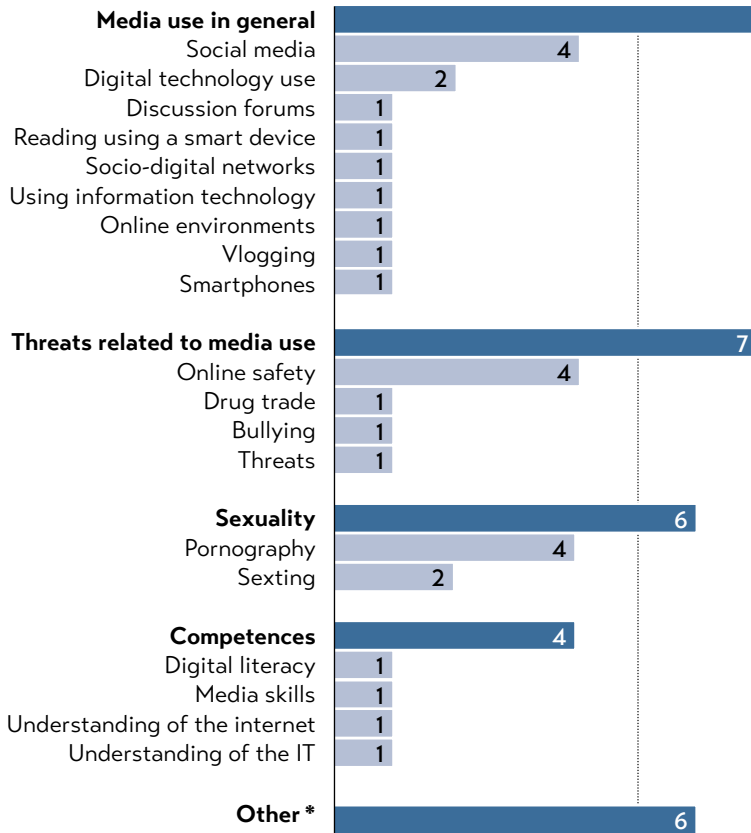 Media use in general
Social media 4
Digital technology use 2
Discussion forums 1
Reading using a smart device 1
Socio-digital networks 1
Using information technology 1
Online environments 1
Vlogging 1
Smartphones 1
Threats related to media use 7
Online safety 4
Drug trade 1
Bullying 1
Threats 1
Sexuality 6
Pornography 4
Sexting 2
Competences 4
Digital literacy 1
Media skills 1
Understanding of the internet 1
Understanding of the IT 1
Other * 6